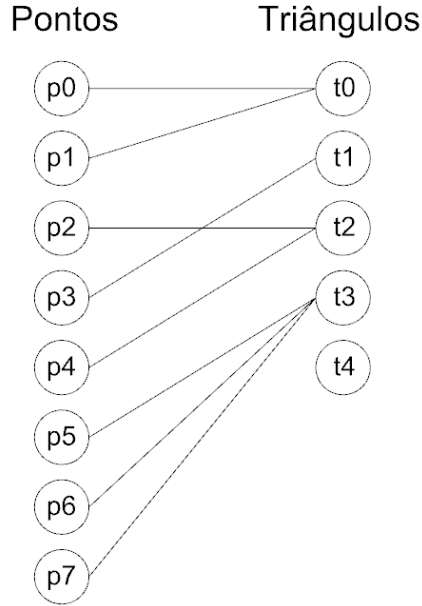 Pontos Triângulos
p0 t0
p1 t1
p2 t2
p3 t3
p4 t4
p5
p6
p7